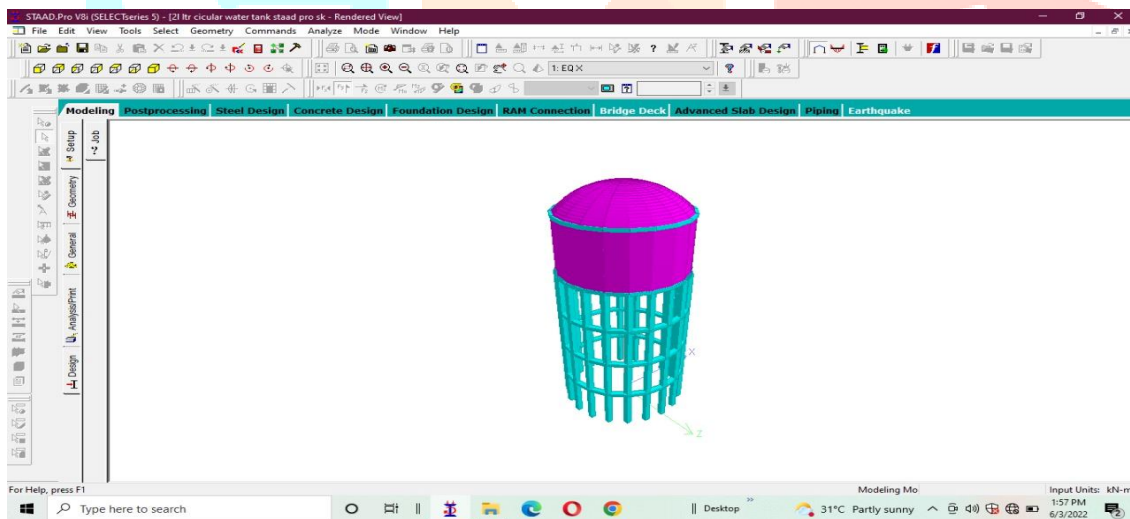 STAAD.Pro V8i (SELECTseries 5) - [2l ltr cicular water tank staad pro sk - Rendered View]
File Edit View Tools Select Geometry Commands Analyze Mode Window Help
1: EQX
Modeling Postprocessing Steel Design Concrete Design Foundation Design RAM Connection Bridge Deck Advanced Slab Design Piping Earthquake
Setup
Job
Geometry
General
Analysis/Print
Design
X
Z
For Help, press F1
Modeling Mo
Input Units: kN-m
Type here to search
Desktop
31°C Partly sunny
1:57 PM
6/3/2022
2